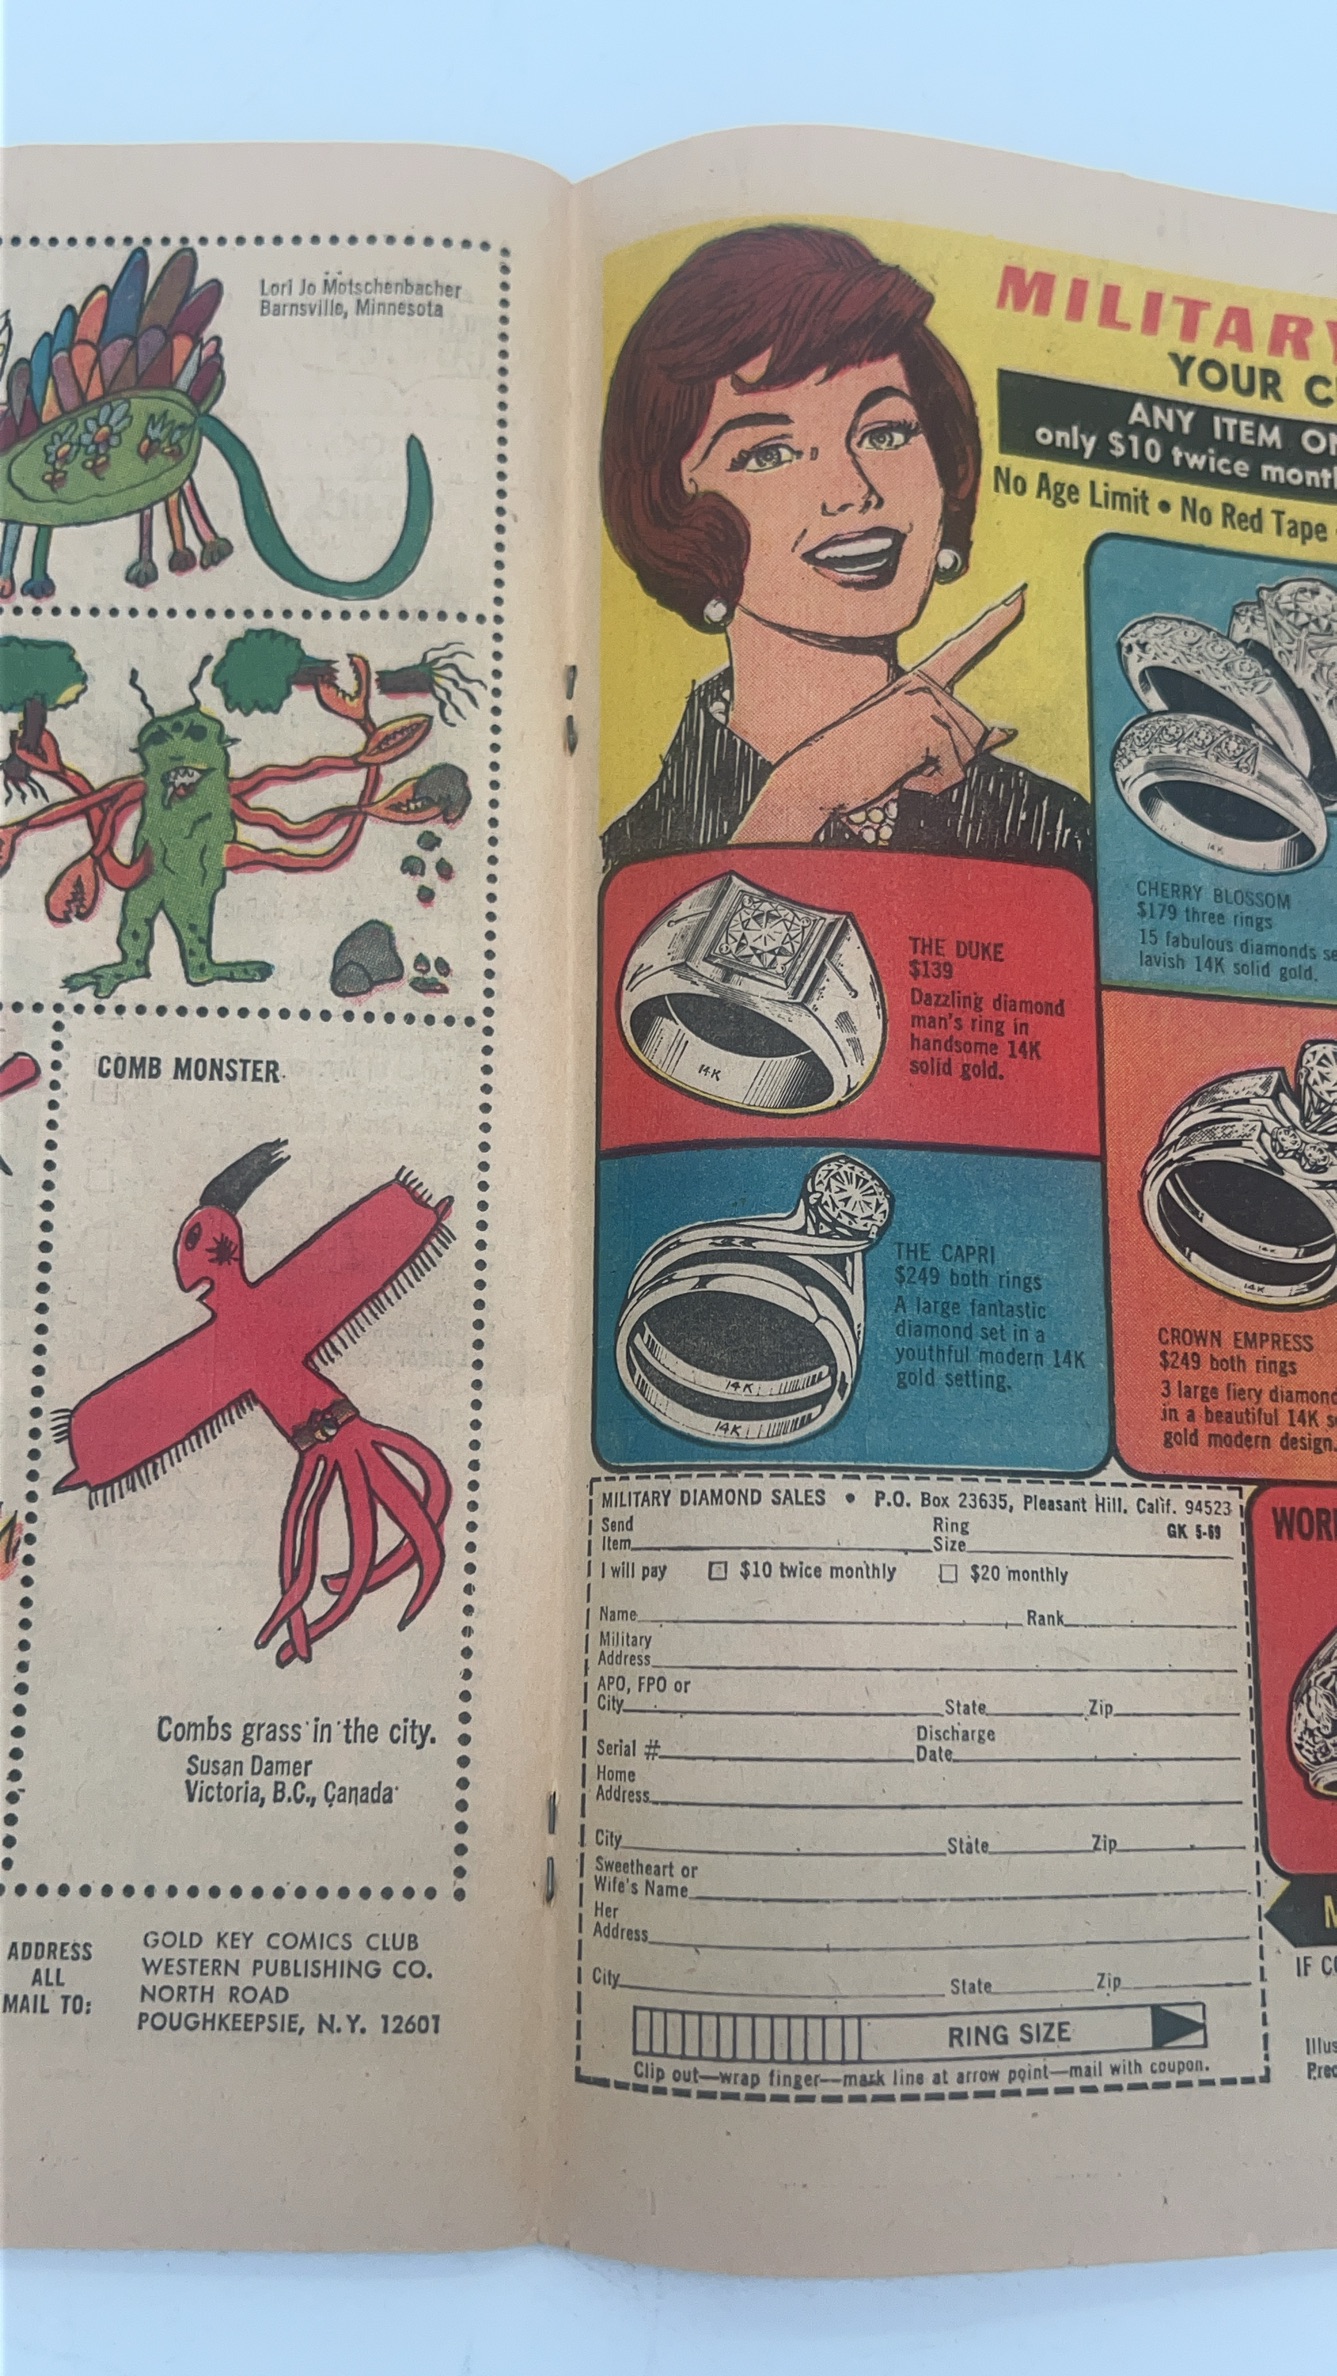 Lori Jo Motschenbacher
Barnsville, Minnesota
COMB MONSTER
Combs grass in the city.
Susan Damer
Victoria, B.C., Canada
ADDRESS
ALL
MAIL TO:
GOLD KEY COMICS CLUB
WESTERN PUBLISHING CO.
NORTH ROAD
POUGHKEEPSIE, N.Y. 12601
MILITARY
YOUR C
ANY ITEM
only $10 twice
No Age Limit • No Red Tape
CHERRY BLOSSOM
$179 three rings
15 fabulous diamonds se
lavish 14K solid gold.
14K
THE DUKE
$139
Dazzling diamond
man's ring in
handsome 14K
solid gold.
14K
THE CAPRI
$249 both rings
A large fantastic
diamond set in a
youthful modern 14K
gold setting.
14K
14K
14K
14K
CROWN EMPRESS
$249 both rings
3 large fiery diamond
in a beautiful 14K s
gold modern design.
MILITARY DIAMOND SALES • P.O. Box 23635, Pleasant Hill, Calif. 94523
GK 5-69
Send
Item Ring
Size
I will pay $10 twice monthly $20 monthly
Name Rank
Military
Address
APO, FPO or
City State Zip
Serial # Discharge
Date
Home
Address
City State Zip
Sweetheart or
Wife's Name
Her
Address
City State Zip
RING SIZE
Clip out—wrap finger—mark line at arrow point—mail with coupon.
WOR
M
IF CO
Illus
Prec